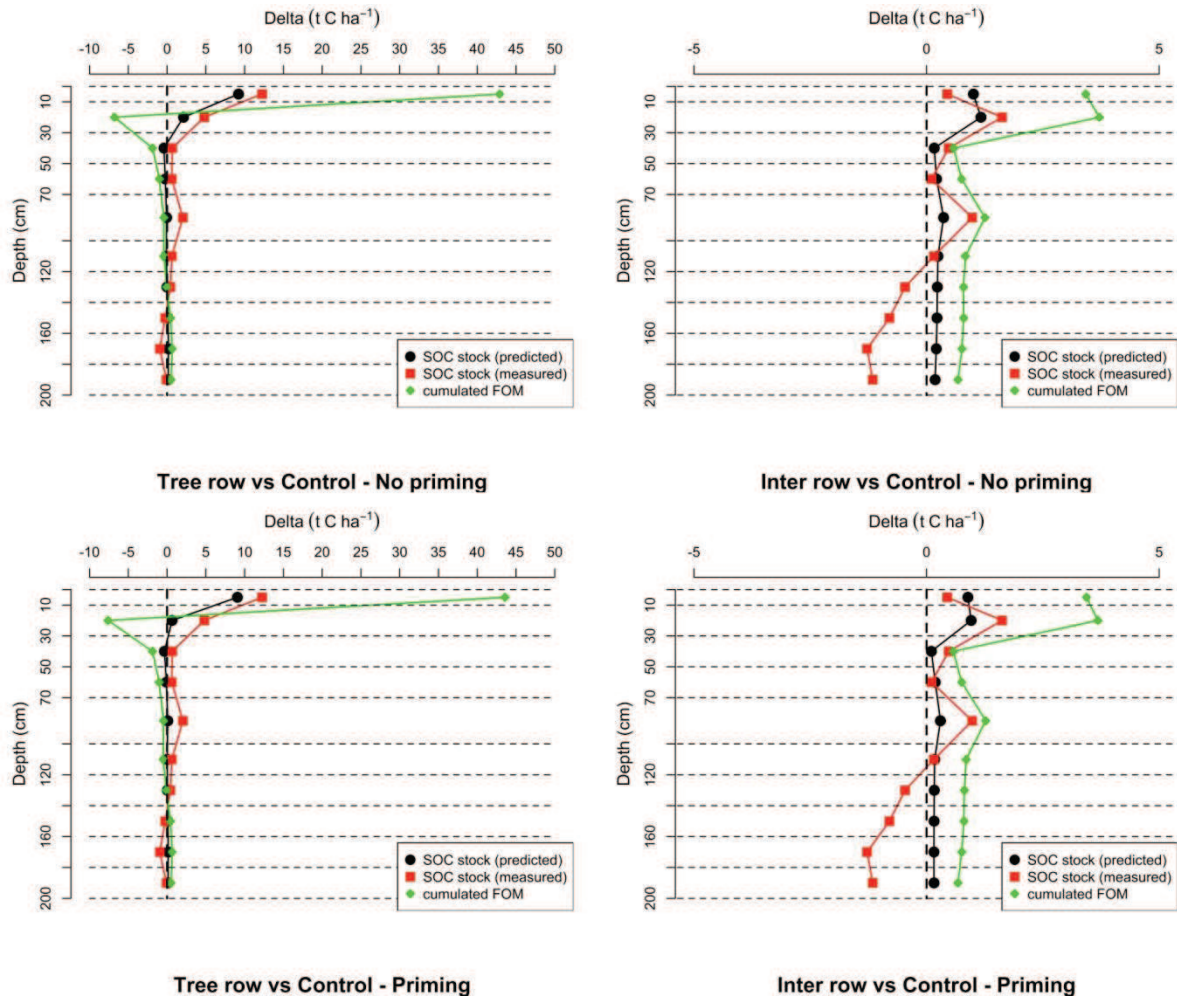 Delta (t C ha⁻¹)
-10 -5 0 5 10 15 20 25 30 35 40 45 50
Depth (cm)
10
30
50
70
120
160
200
SOC stock (predicted)
SOC stock (measured)
cumulated FOM
Tree row vs Control - No priming
Delta (t C ha⁻¹)
-5 0 5
Depth (cm)
10
30
50
70
120
160
200
SOC stock (predicted)
SOC stock (measured)
cumulated FOM
Inter row vs Control - No priming
Delta (t C ha⁻¹)
-10 -5 0 5 10 15 20 25 30 35 40 45 50
Depth (cm)
10
30
50
70
120
160
200
SOC stock (predicted)
SOC stock (measured)
cumulated FOM
Tree row vs Control - Priming
Delta (t C ha⁻¹)
-5 0 5
Depth (cm)
10
30
50
70
120
160
200
SOC stock (predicted)
SOC stock (measured)
cumulated FOM
Inter row vs Control - Priming